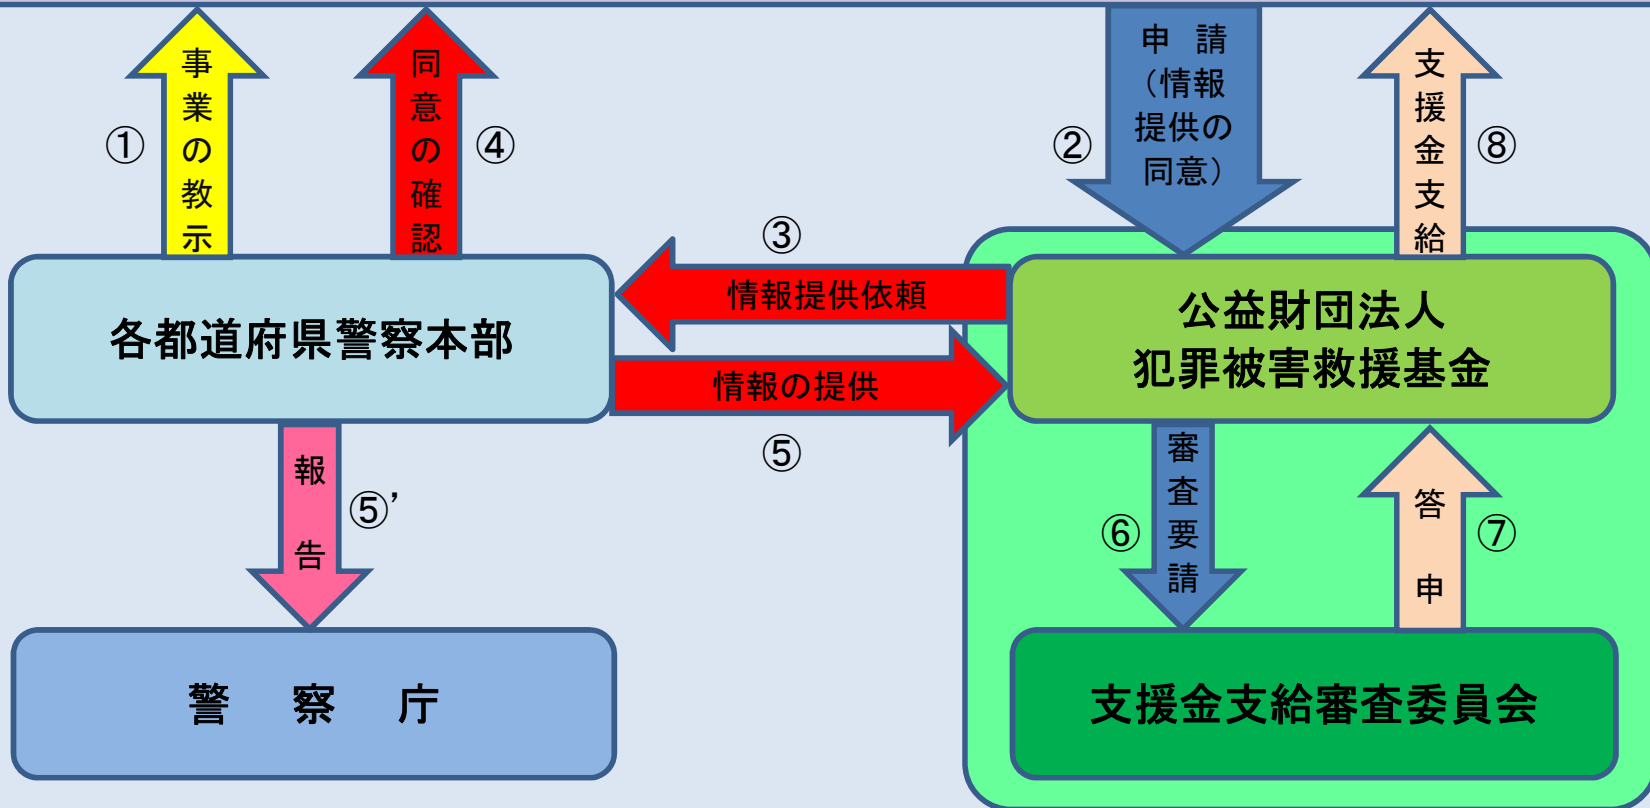 ①
事業の教示
同意の確認
④
②
申 請
（情報
提供の
同意）
支援金支給
⑧
③
情報提供依頼
各都道府県警察本部
公益財団法人
犯罪被害救援基金
情報の提供
⑤
報告
⑤’
⑥
審査要請
答申
⑦
警 察 庁
支援金支給審査委員会